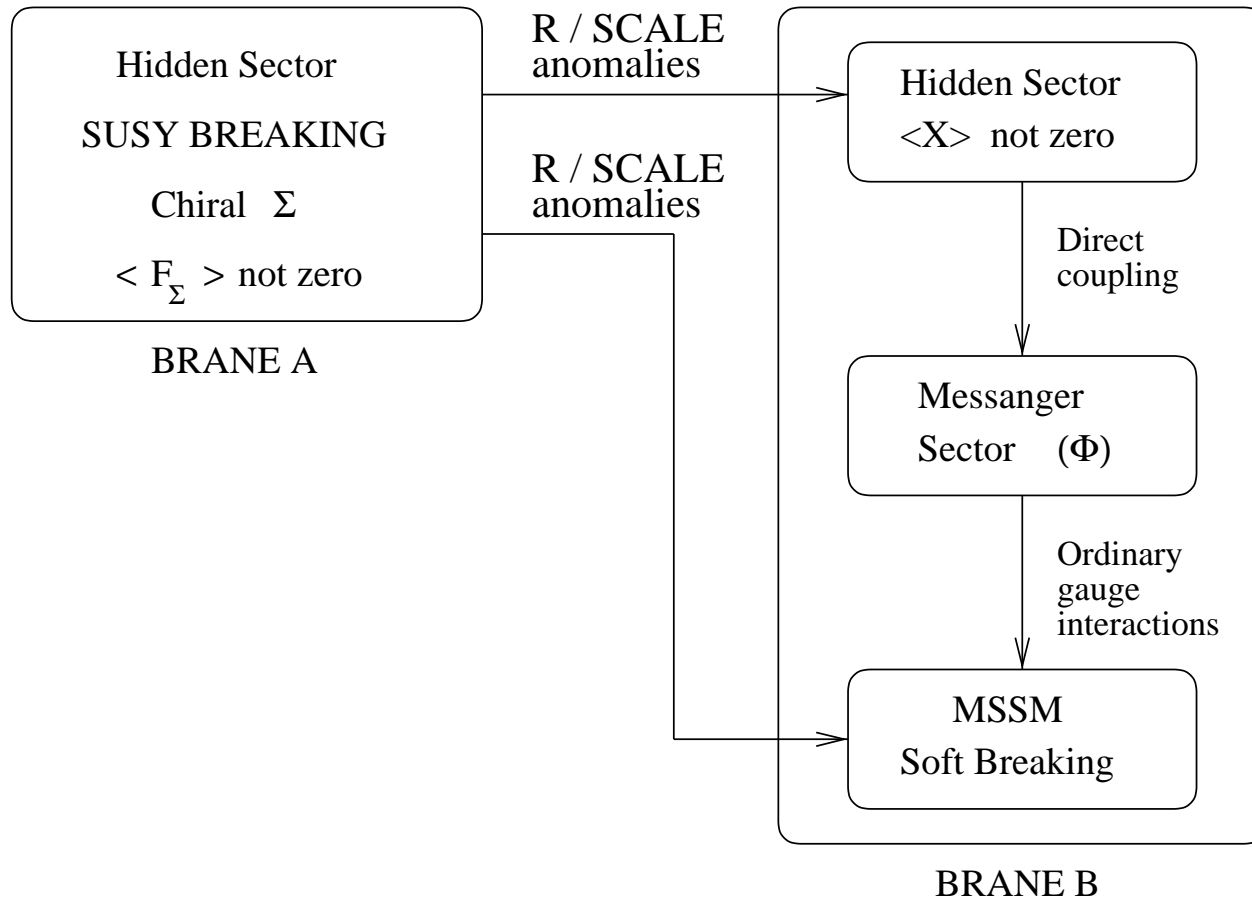 Hidden Sector
SUSY BREAKING
Chiral Σ
< F_Σ > not zero
BRANE A
R / SCALE
anomalies
R / SCALE
anomalies
Hidden Sector
<X> not zero
Direct
coupling
Messanger
Sector (Φ)
Ordinary
gauge
interactions
MSSM
Soft Breaking
BRANE B